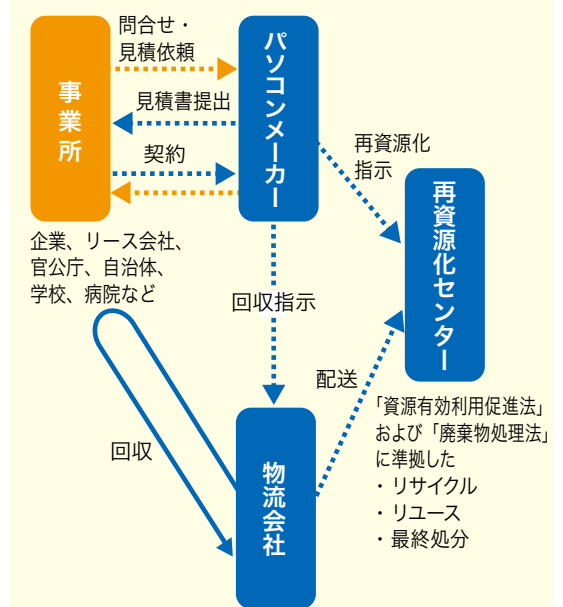 問合せ・
見積依頼
事業所
パソコンメーカー
見積書提出
契約
再資源化
指示
再資源化センター
企業、リース会社、
官公庁、自治体、
学校、病院など
回収指示
配送
「資源有効利用促進法」
および「廃棄物処理法」
に準拠した
・リサイクル
・リユース
・最終処分
回収
物流会社